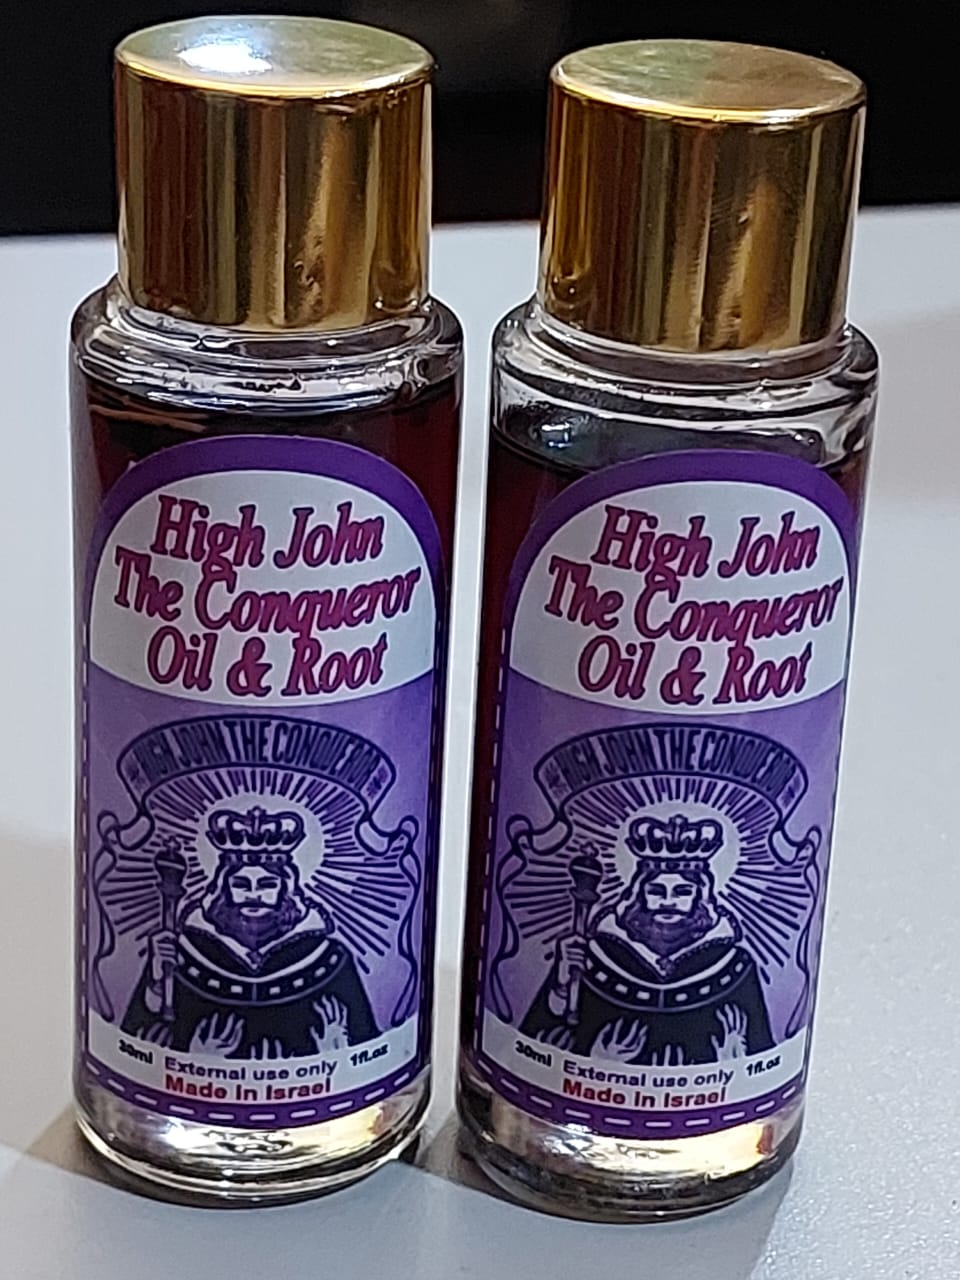 High John
The Conqueror
Oil & Root
HIGH JOHN THE CONQUEROR
30ml External use only 1fl.oz
Made in Israel
High John
The Conqueror
Oil & Root
HIGH JOHN THE CONQUEROR
30ml External use only 1fl.oz
Made in Israel